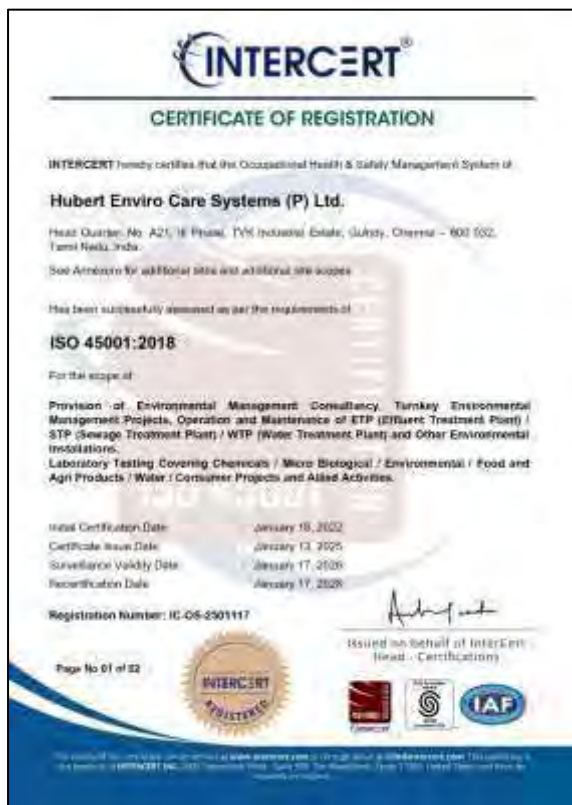 INTERCERT®
CERTIFICATE OF REGISTRATION
INTERCERT hereby certifies that the Occupational Health & Safety Management System of
Hubert Enviro Care Systems (P) Ltd.
Head Quarter: No. A21, III Phase, TVK Industrial Estate, Guindy, Chennai – 600 032,
Tamil Nadu, India.
See Annexure for additional sites and additional site scopes
Has been successfully assessed as per the requirements of
ISO 45001:2018
For the scope of
Provision of Environmental Management Consultancy, Turnkey Environmental
Management Projects, Operation and Maintenance of ETP (Effluent Treatment Plant) /
STP (Sewage Treatment Plant) / WTP (Water Treatment Plant) and Other Environmental
Installations.
Laboratory Testing Covering Chemicals / Micro Biological / Environmental / Food and
Agri Products / Water / Consumer Projects and Allied Activities.
Initial Certification Date : January 18, 2022
Certificate Issue Date : January 13, 2025
Surveillance Validity Date : January 17, 2026
Recertification Date : January 17, 2028
Registration Number: IC-OS-2501117
Issued on behalf of InterCert
Head - Certifications
Page No 01 of 02
INTERCERT
REGISTERED
IAF